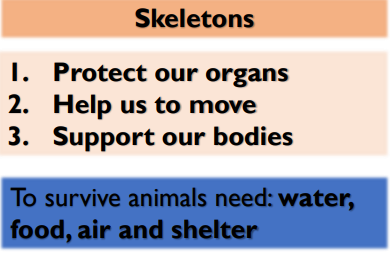 Skeletons
1. Protect our organs
2. Help us to move
3. Support our bodies
To survive animals need: water,
food, air and shelter